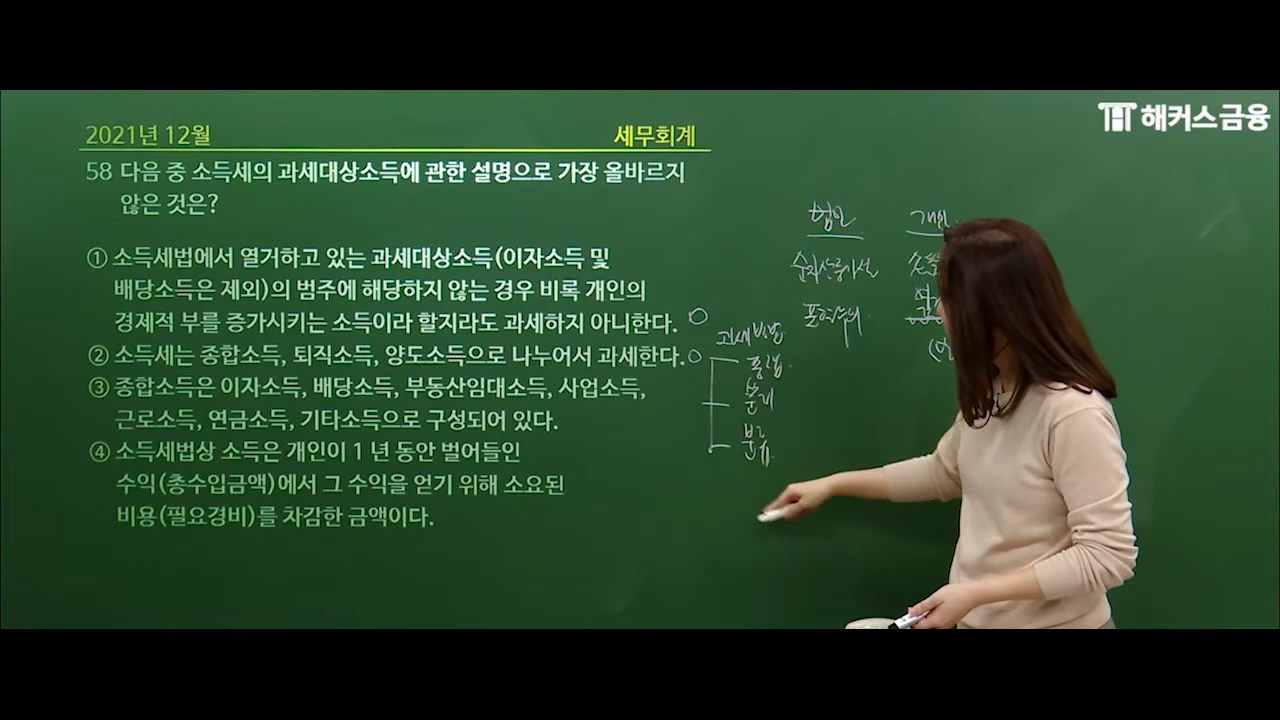 해커스금융
2021년 12월 세무회계
58 다음 중 소득세의 과세대상소득에 관한 설명으로 가장 올바르지
않은 것은?
① 소득세법에서 열거하고 있는 과세대상소득(이자소득 및
배당소득은 제외)의 범주에 해당하지 않는 경우 비록 개인의
경제적 부를 증가시키는 소득이라 할지라도 과세하지 아니한다.
② 소득세는 종합소득, 퇴직소득, 양도소득으로 나누어서 과세한다.
③ 종합소득은 이자소득, 배당소득, 부동산임대소득, 사업소득,
근로소득, 연금소득, 기타소득으로 구성되어 있다.
④ 소득세법상 소득은 개인이 1 년 동안 벌어들인
수익(총수입금액)에서 그 수익을 얻기 위해 소요된
비용(필요경비)를 차감한 금액이다.
법인 개인
순자산증가설
포괄주의
과세방법
종합
분리
분류